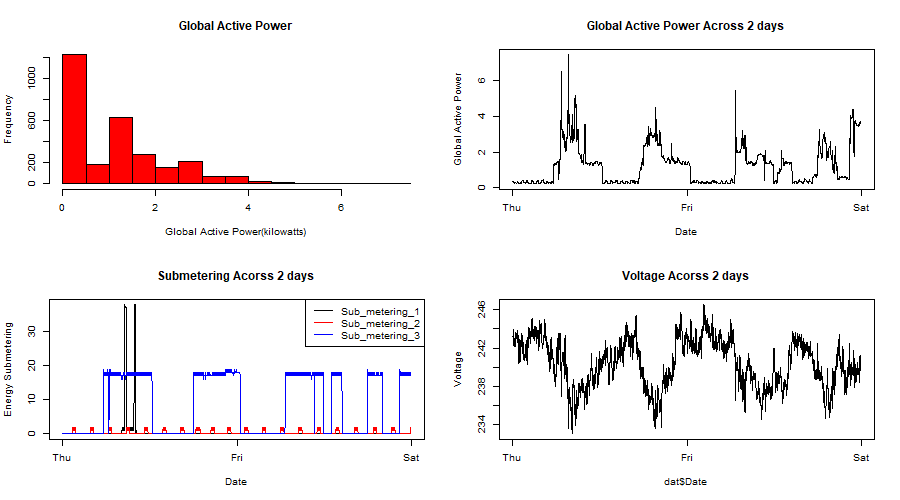 Global Active Power
Frequency
0 200 600 1000
0 2 4 6
Global Active Power(kilowatts)
Global Active Power Across 2 days
Global Active Power
0 2 4 6
Thu Fri Sat
Date
Submetering Acorss 2 days
Energy Submetering
0 10 20 30
Sub_metering_1
Sub_metering_2
Sub_metering_3
Thu Fri Sat
Date
Voltage Acorss 2 days
Voltage
234 238 242 246
Thu Fri Sat
dat$Date